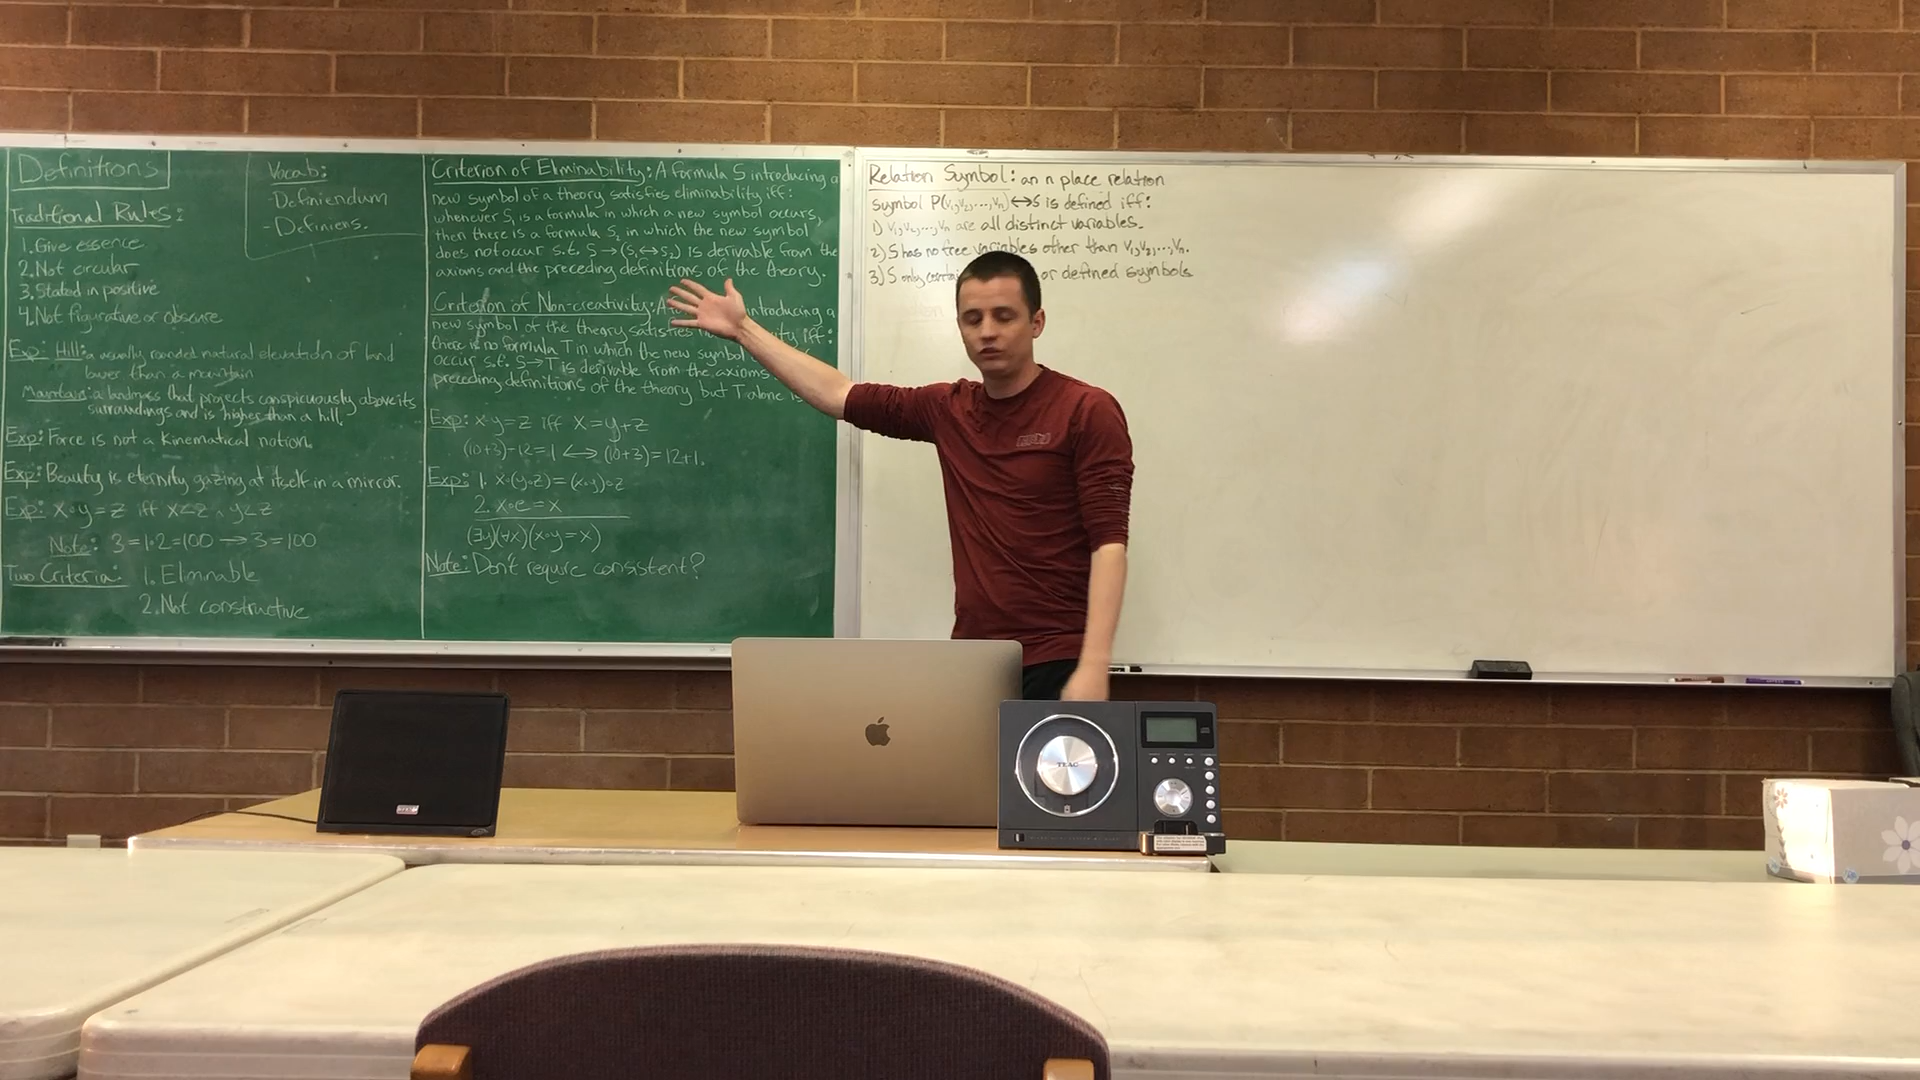 Definitions
Traditional Rules:
1. Give essence
2. Not circular
3. Stated in positive
4. Not figurative or obscure
Exp: Hill: a usually rounded natural elevation of land
lower than a mountain
Mountain: a landmass that projects conspicuously above its
surroundings and is higher than a hill.
Exp: Force is not a kinematical notion.
Exp: Beauty is eternity gazing at itself in a mirror.
Exp: x∘y=z iff x<z ∧ y<z
Note: 3=1∘2=100 → 3=100
Two Criteria: 1. Elminable
2. Not constructive
Vocab:
- Definiendum
- Definiens.
Criterion of Elminability: A formula S introducing a
new symbol of a theory satisfies eliminability iff:
whenever S₁ is a formula in which a new symbol occurs,
then there is a formula S₂ in which the new symbol
does not occur s.t. S→(S₁↔S₂) is derivable from the
axioms and the preceding definitions of the theory.
Criterion of Non-creativity: A introducing a
new symbol of the theory satisfies iff:
there is no formula T in which the new symbol
occur s.t. S→T is derivable from the axioms
preceding definitions of the theory but T alone is
Exp: x-y=z iff x=y+z
(10+3)-12=1 ↔ (10+3)=12+1.
Exp: 1. x∘(y∘z)=(x∘y)∘z
2. x∘e=x
(∃y)(∀x)(x∘y=x)
Note: Don't require consistent?
Relation Symbol: an n place relation
symbol P(v₁,v₂,...,vₙ)↔S is defined iff:
1) v₁,v₂,...,vₙ are all distinct variables.
2) S has no free variables other than v₁,v₂,...,vₙ.
3) S only or defined symbols
TEAC